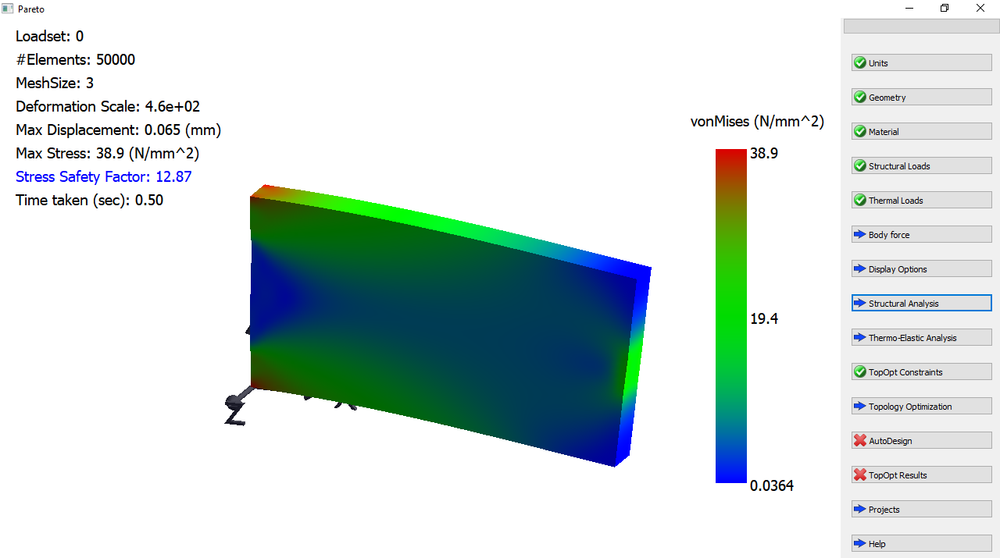 Pareto
Loadset: 0
#Elements: 50000
MeshSize: 3
Deformation Scale: 4.6e+02
Max Displacement: 0.065 (mm)
Max Stress: 38.9 (N/mm^2)
Stress Safety Factor: 12.87
Time taken (sec): 0.50
vonMises (N/mm^2)
38.9
19.4
0.0364
Z
Units
Geometry
Material
Structural Loads
Thermal Loads
Body force
Display Options
Structural Analysis
Thermo-Elastic Analysis
TopOpt Constraints
Topology Optimization
AutoDesign
TopOpt Results
Projects
Help